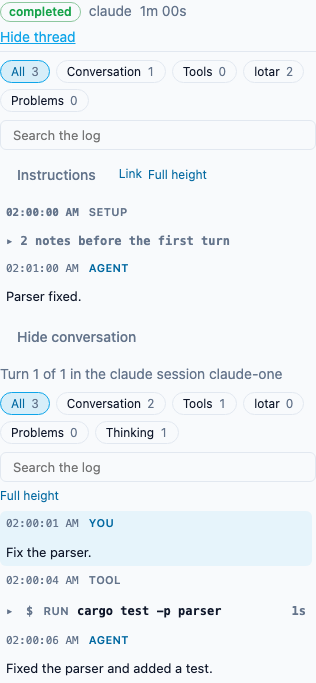 completed claude 1m 00s
Hide thread
All 3 Conversation 1 Tools 0 Iotar 2
Problems 0
Search the log
Instructions Link Full height
02:00:00 AM SETUP
▸ 2 notes before the first turn
02:01:00 AM AGENT
Parser fixed.
Hide conversation
Turn 1 of 1 in the claude session claude-one
All 3 Conversation 2 Tools 1 Iotar 0
Problems 0 Thinking 1
Search the log
Full height
02:00:01 AM YOU
Fix the parser.
02:00:04 AM TOOL
▸ $ RUN cargo test -p parser 1s
02:00:06 AM AGENT
Fixed the parser and added a test.